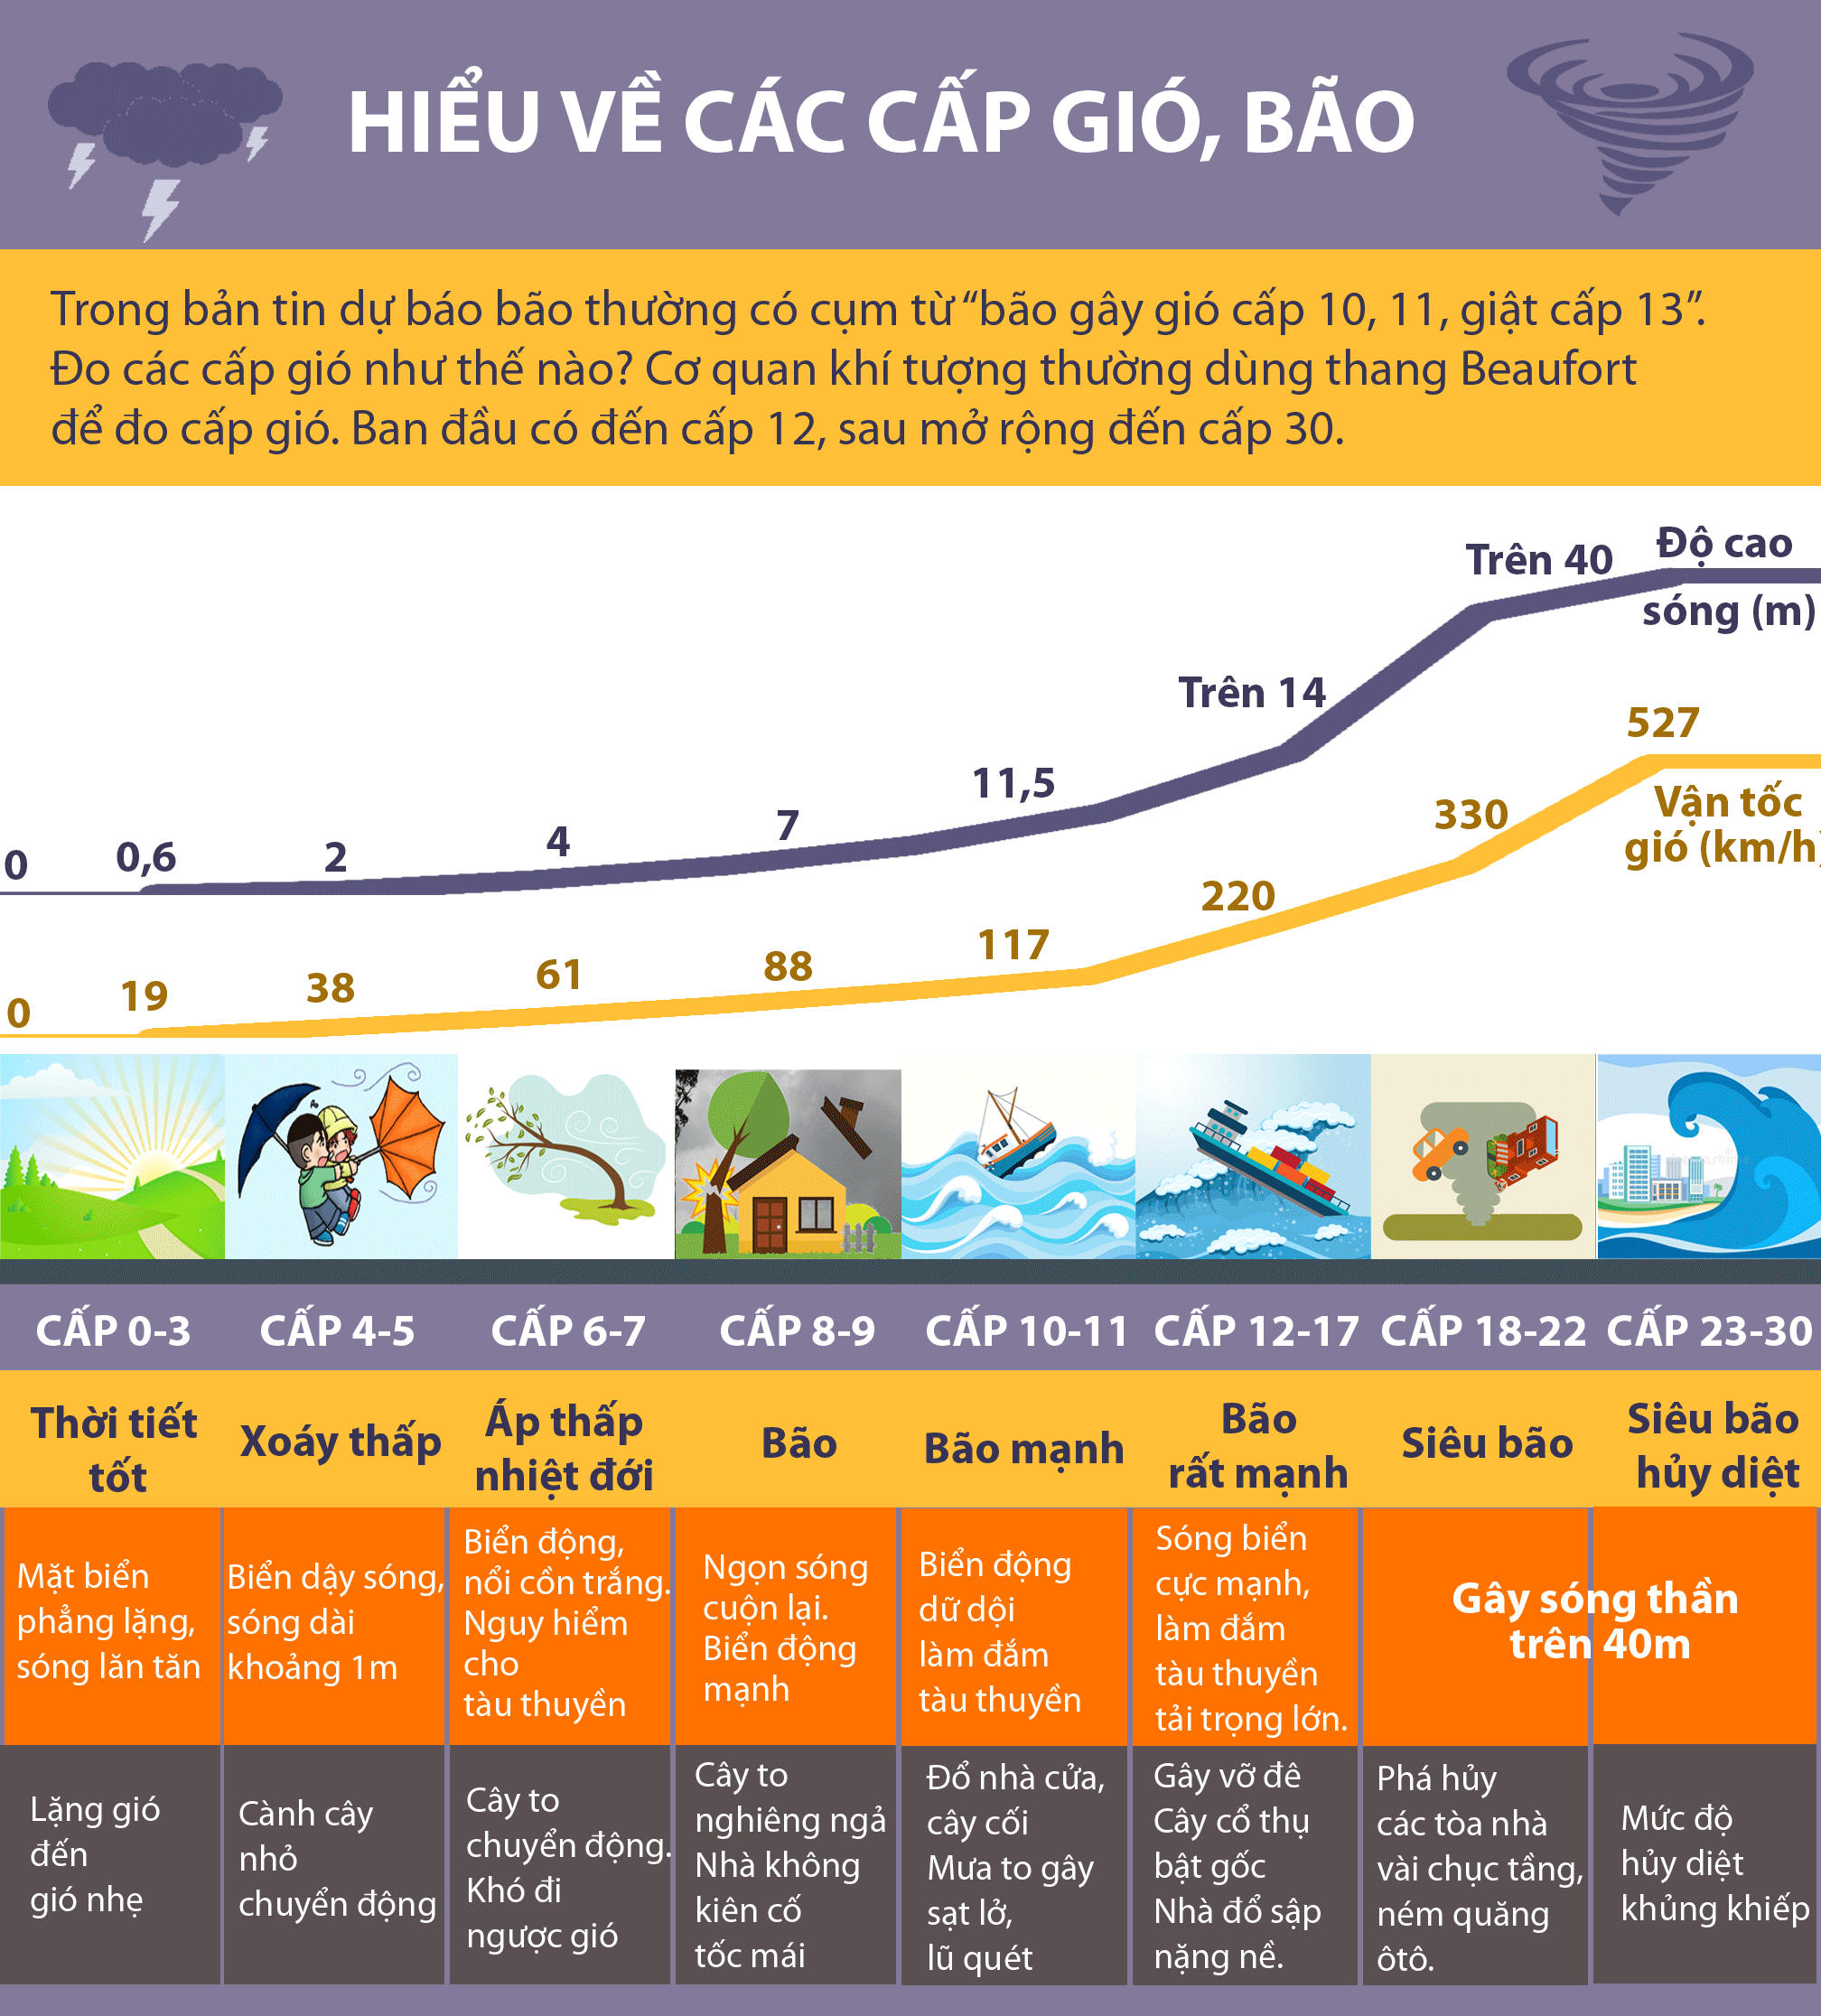 HIỂU VỀ CÁC CẤP GIÓ, BÃO
Trong bản tin dự báo bão thường có cụm từ “bão gây gió cấp 10, 11, giật cấp 13”.
Đo các cấp gió như thế nào? Cơ quan khí tượng thường dùng thang Beaufort
để đo cấp gió. Ban đầu có đến cấp 12, sau mở rộng đến cấp 30.
Độ cao
sóng (m)
0
0,6
2
4
7
11,5
Trên 14
Trên 40
Vận tốc
gió (km/h)
0
19
38
61
88
117
220
330
527
CẤP 0-3
CẤP 4-5
CẤP 6-7
CẤP 8-9
CẤP 10-11
CẤP 12-17
CẤP 18-22
CẤP 23-30
Thời tiết
tốt
Xoáy thấp
Áp thấp
nhiệt đới
Bão
Bão mạnh
Bão
rất mạnh
Siêu bão
Siêu bão
hủy diệt
Mặt biển
phẳng lặng,
sóng lăn tăn
Biển dậy sóng,
sóng dài
khoảng 1m
Biển động,
nổi cồn trắng.
Nguy hiểm
cho
tàu thuyền
Ngọn sóng
cuộn lại.
Biển động
mạnh
Biển động
dữ dội
làm đắm
tàu thuyền
Sóng biển
cực mạnh,
làm đắm
tàu thuyền
tải trọng lớn.
Gây sóng thần
trên 40m
Lặng gió
đến
gió nhẹ
Cành cây
nhỏ
chuyển động
Cây to
chuyển động.
Khó đi
ngược gió
Cây to
nghiêng ngả
Nhà không
kiên cố
tốc mái
Đổ nhà cửa,
cây cối
Mưa to gây
sạt lở,
lũ quét
Gây vỡ đê
Cây cổ thụ
bật gốc
Nhà đổ sập
nặng nề.
Phá hủy
các tòa nhà
vài chục tầng,
ném quăng
ôtô.
Mức độ
hủy diệt
khủng khiếp